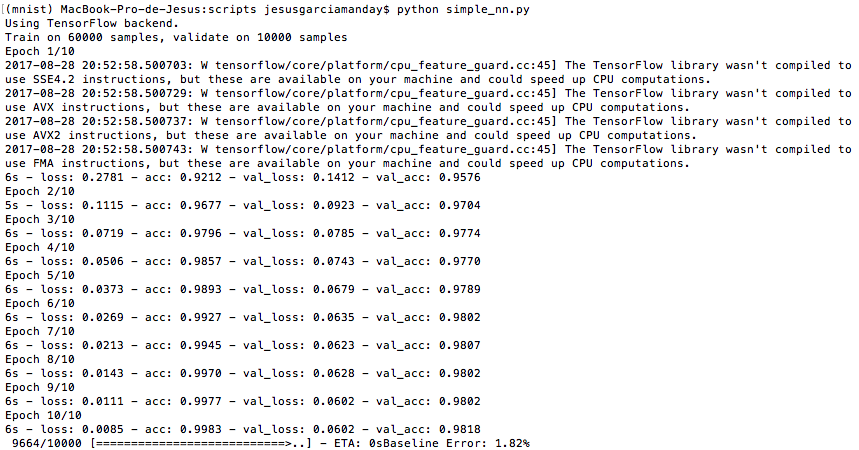 (mnist) MacBook-Pro-de-Jesus:scripts jesusgarciamanday$ python simple_nn.py
Using TensorFlow backend.
Train on 60000 samples, validate on 10000 samples
Epoch 1/10
2017-08-28 20:52:58.500703: W tensorflow/core/platform/cpu_feature_guard.cc:45] The TensorFlow library wasn't compiled to
use SSE4.2 instructions, but these are available on your machine and could speed up CPU computations.
2017-08-28 20:52:58.500729: W tensorflow/core/platform/cpu_feature_guard.cc:45] The TensorFlow library wasn't compiled to
use AVX instructions, but these are available on your machine and could speed up CPU computations.
2017-08-28 20:52:58.500737: W tensorflow/core/platform/cpu_feature_guard.cc:45] The TensorFlow library wasn't compiled to
use AVX2 instructions, but these are available on your machine and could speed up CPU computations.
2017-08-28 20:52:58.500743: W tensorflow/core/platform/cpu_feature_guard.cc:45] The TensorFlow library wasn't compiled to
use FMA instructions, but these are available on your machine and could speed up CPU computations.
6s - loss: 0.2781 - acc: 0.9212 - val_loss: 0.1412 - val_acc: 0.9576
Epoch 2/10
5s - loss: 0.1115 - acc: 0.9677 - val_loss: 0.0923 - val_acc: 0.9704
Epoch 3/10
6s - loss: 0.0719 - acc: 0.9796 - val_loss: 0.0785 - val_acc: 0.9774
Epoch 4/10
6s - loss: 0.0506 - acc: 0.9857 - val_loss: 0.0743 - val_acc: 0.9770
Epoch 5/10
6s - loss: 0.0373 - acc: 0.9893 - val_loss: 0.0679 - val_acc: 0.9789
Epoch 6/10
6s - loss: 0.0269 - acc: 0.9927 - val_loss: 0.0635 - val_acc: 0.9802
Epoch 7/10
6s - loss: 0.0213 - acc: 0.9945 - val_loss: 0.0623 - val_acc: 0.9807
Epoch 8/10
6s - loss: 0.0143 - acc: 0.9970 - val_loss: 0.0628 - val_acc: 0.9802
Epoch 9/10
6s - loss: 0.0111 - acc: 0.9977 - val_loss: 0.0602 - val_acc: 0.9802
Epoch 10/10
6s - loss: 0.0085 - acc: 0.9983 - val_loss: 0.0602 - val_acc: 0.9818
9664/10000 [============================>..] - ETA: 0sBaseline Error: 1.82%